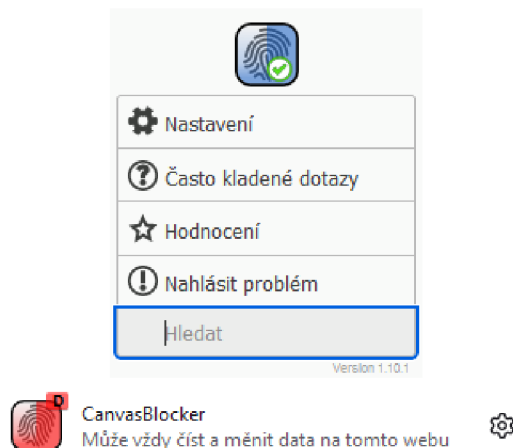 Nastavení
Často kladené dotazy
Hodnocení
Nahlásit problém
Hledat
Version 1.10.1
D
CanvasBlocker
Může vždy číst a měnit data na tomto webu